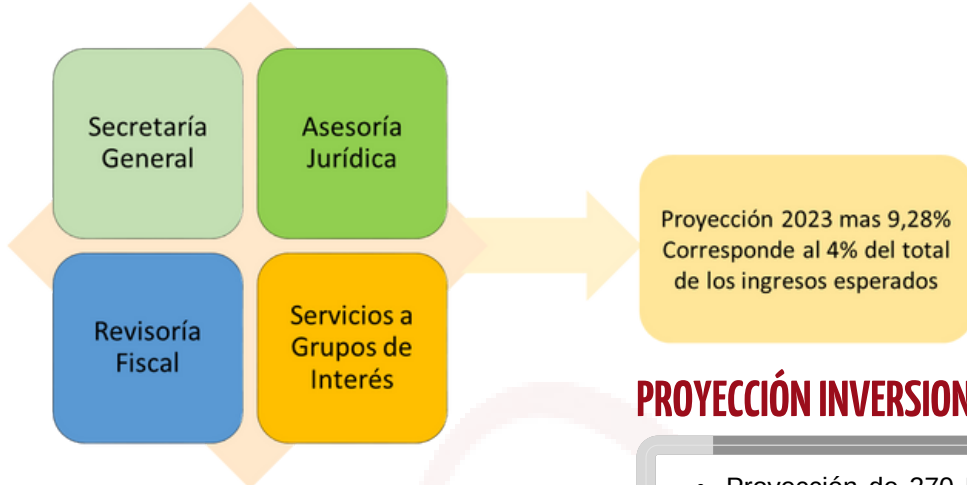 Secretaría
General
Asesoría
Jurídica
Revisoría
Fiscal
Servicios a
Grupos de
Interés
Proyección 2023 mas 9,28%
Corresponde al 4% del total
de los ingresos esperados
PROYECCIÓN INVERSION
• Proyección de 270